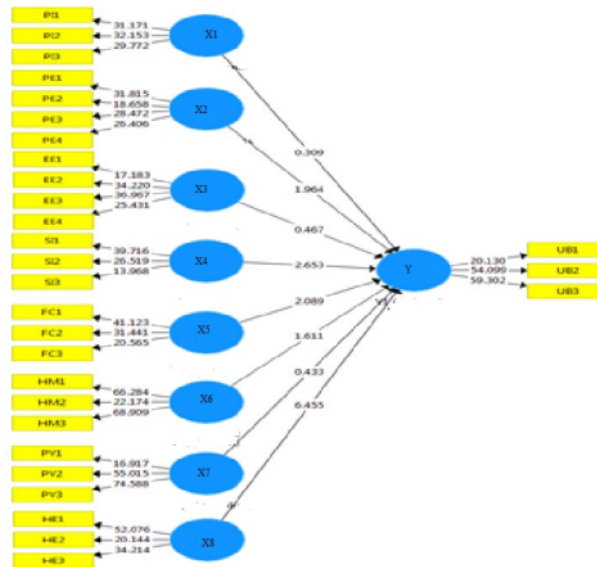 PI1
31.171
X1
PI2
32.153
PI3
29.772
PE1
31.815
X2
PE2
18.658
PE3
28.472
PE4
26.406
EE1
17.183
X3
EE2
34.220
EE3
36.967
EE4
25.431
SI1
39.716
X4
SI2
26.519
SI3
13.968
FC1
41.123
X5
FC2
31.441
FC3
20.565
HM1
66.284
X6
HM2
22.174
HM3
68.909
PV1
16.917
X7
PV2
55.015
PV3
74.588
HE1
52.076
X8
HE2
20.144
HE3
34.214
0.309
1.964
0.467
2.653
2.089
1.611
0.433
6.455
Y
20.130
UB1
54.099
UB2
59.302
UB3